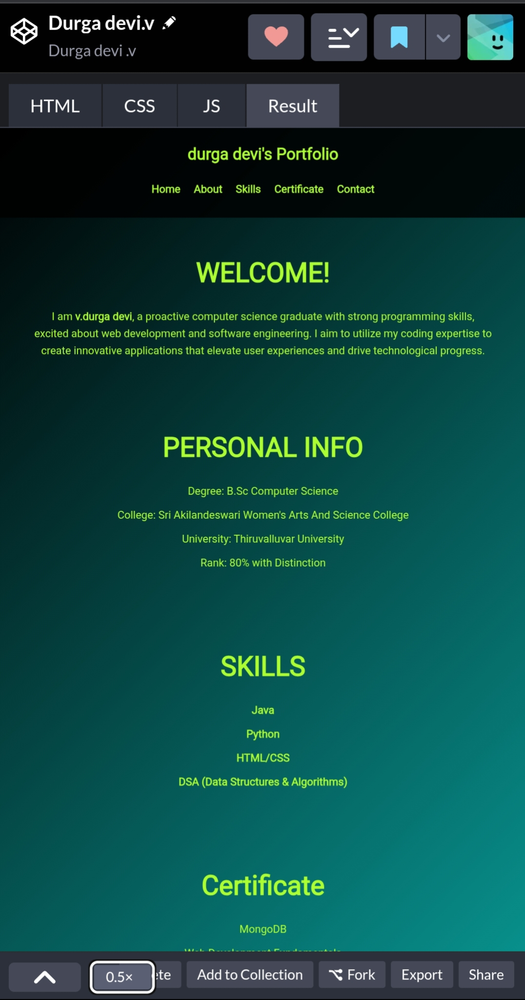 Durga devi.v
Durga devi .v
HTML CSS JS Result
durga devi's Portfolio
Home About Skills Certificate Contact
WELCOME!
I am v.durga devi, a proactive computer science graduate with strong programming skills,
excited about web development and software engineering. I aim to utilize my coding expertise to
create innovative applications that elevate user experiences and drive technological progress.
PERSONAL INFO
Degree: B.Sc Computer Science
College: Sri Akilandeswari Women's Arts And Science College
University: Thiruvalluvar University
Rank: 80% with Distinction
SKILLS
Java
Python
HTML/CSS
DSA (Data Structures & Algorithms)
Certificate
MongoDB
Web Development Fundamentals
0.5× ete Add to Collection Fork Export Share